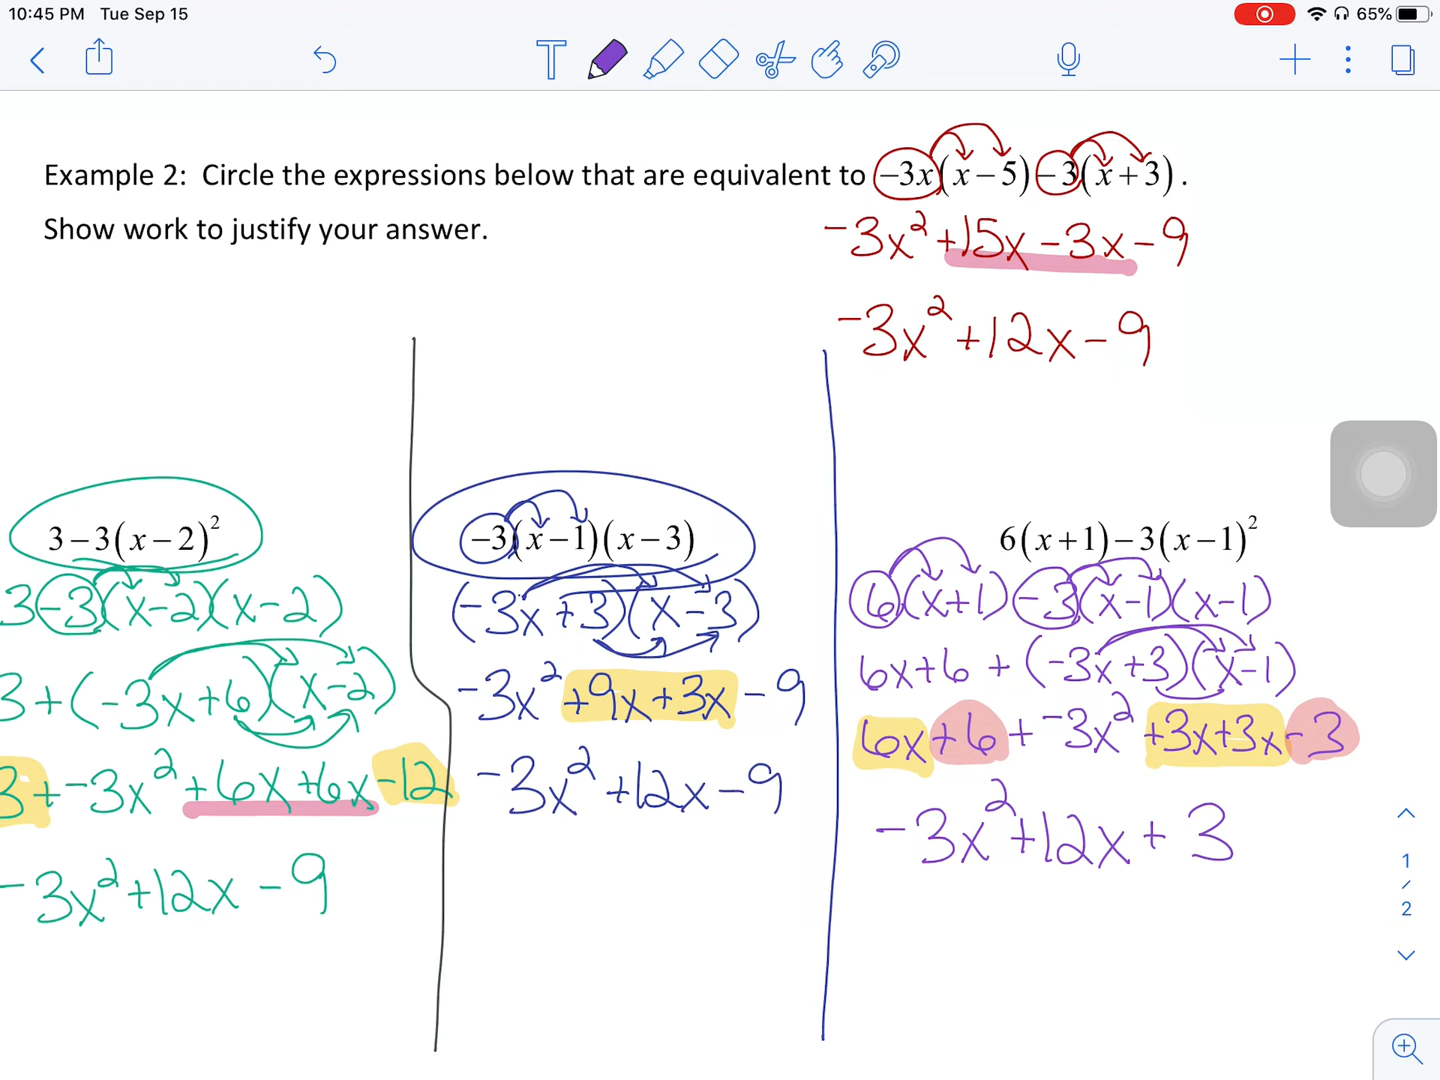 10:45 PM Tue Sep 15
65%
Example 2: Circle the expressions below that are equivalent to −3x(x−5)−3(x+3).
Show work to justify your answer.
−3x²+15x−3x−9
−3x²+12x−9
3−3(x−2)²
3−3(x−2)(x−2)
3+(−3x+6)(x−2)
3+−3x²+6x+6x−12
−3x²+12x−9
−3(x−1)(x−3)
(−3x+3)(x−3)
−3x²+9x+3x−9
−3x²+12x−9
6(x+1)−3(x−1)²
6(x+1)−3(x−1)(x−1)
6x+6+(−3x+3)(x−1)
6x+6+−3x²+3x+3x−3
−3x²+12x+3
1
/
2